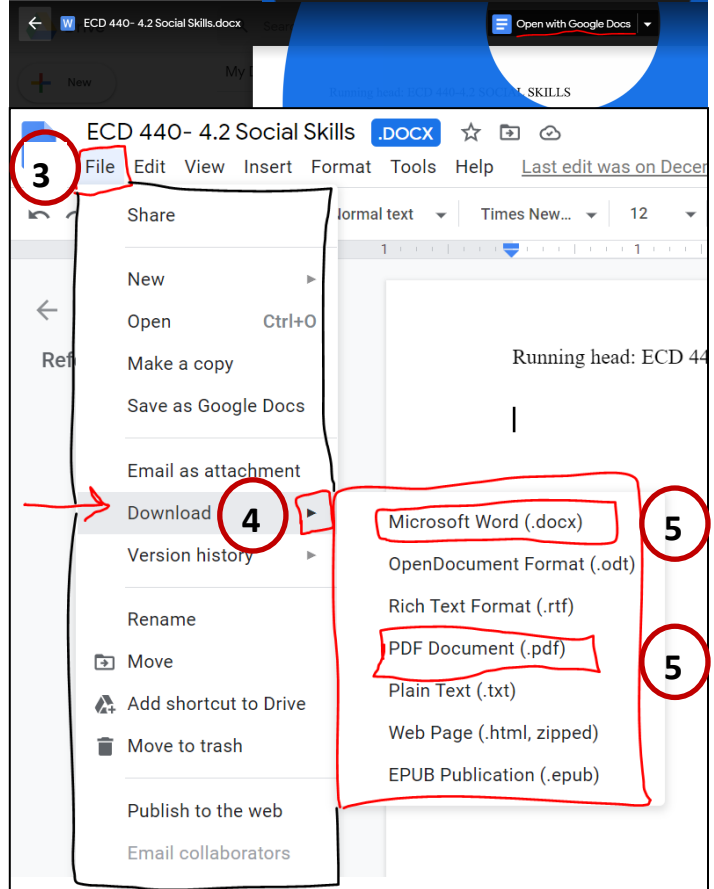 W ECD 440- 4.2 Social Skills.docx
Open with Google Docs
New
My
Running head: ECD 440-4.2 SOCIAL SKILLS
ECD 440- 4.2 Social Skills .DOCX
3
File Edit View Insert Format Tools Help Last edit was on Decer
Normal text Times New... 12
1 1
Share
New
Open Ctrl+O
Make a copy
Save as Google Docs
Ref
Running head: ECD 44
Email as attachment
Download 4
Version history
Microsoft Word (.docx) 5
OpenDocument Format (.odt)
Rich Text Format (.rtf)
PDF Document (.pdf) 5
Plain Text (.txt)
Web Page (.html, zipped)
EPUB Publication (.epub)
Rename
Move
Add shortcut to Drive
Move to trash
Publish to the web
Email collaborators